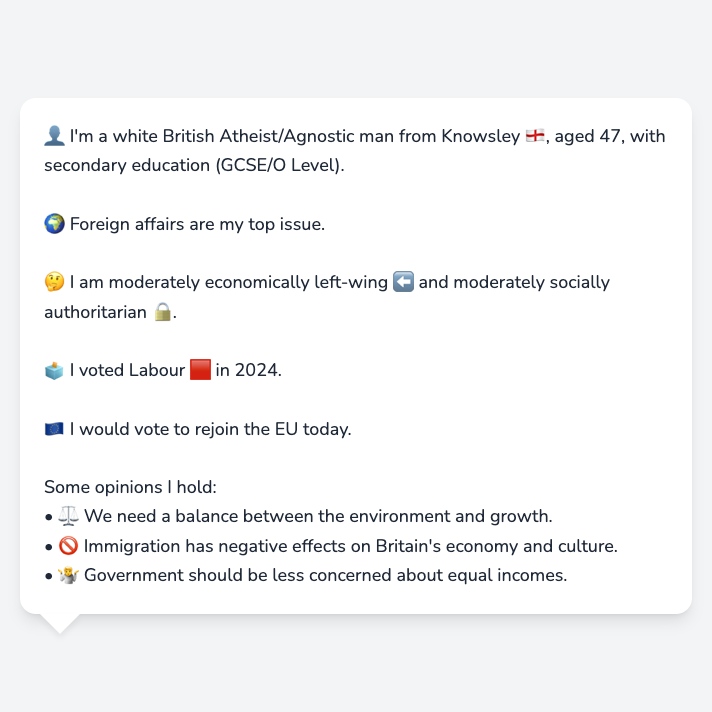 👤 I'm a white British Atheist/Agnostic man from Knowsley 🏴󠁧󠁢󠁥󠁮󠁧󠁿, aged 47, with
secondary education (GCSE/O Level).
🌍 Foreign affairs are my top issue.
🤔 I am moderately economically left-wing ⬅️ and moderately socially
authoritarian 🔒.
🗳️ I voted Labour 🟥 in 2024.
🇪🇺 I would vote to rejoin the EU today.
Some opinions I hold:
• ⚖️ We need a balance between the environment and growth.
• 🚫 Immigration has negative effects on Britain's economy and culture.
• 🤷 Government should be less concerned about equal incomes.